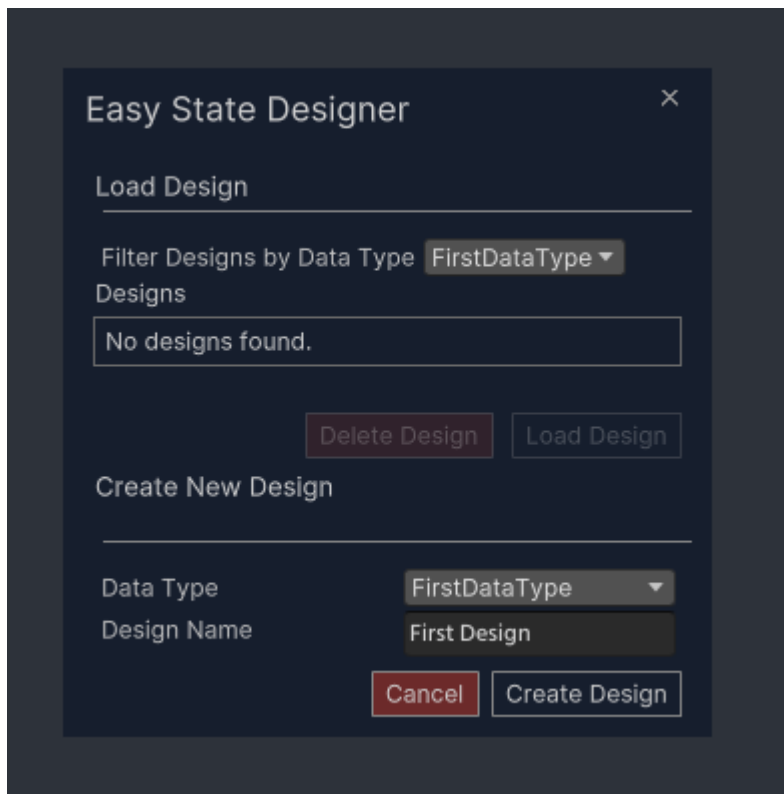 Easy State Designer
×
Load Design
Filter Designs by Data Type FirstDataType
Designs
No designs found.
Delete Design Load Design
Create New Design
Data Type FirstDataType
Design Name First Design
Cancel Create Design